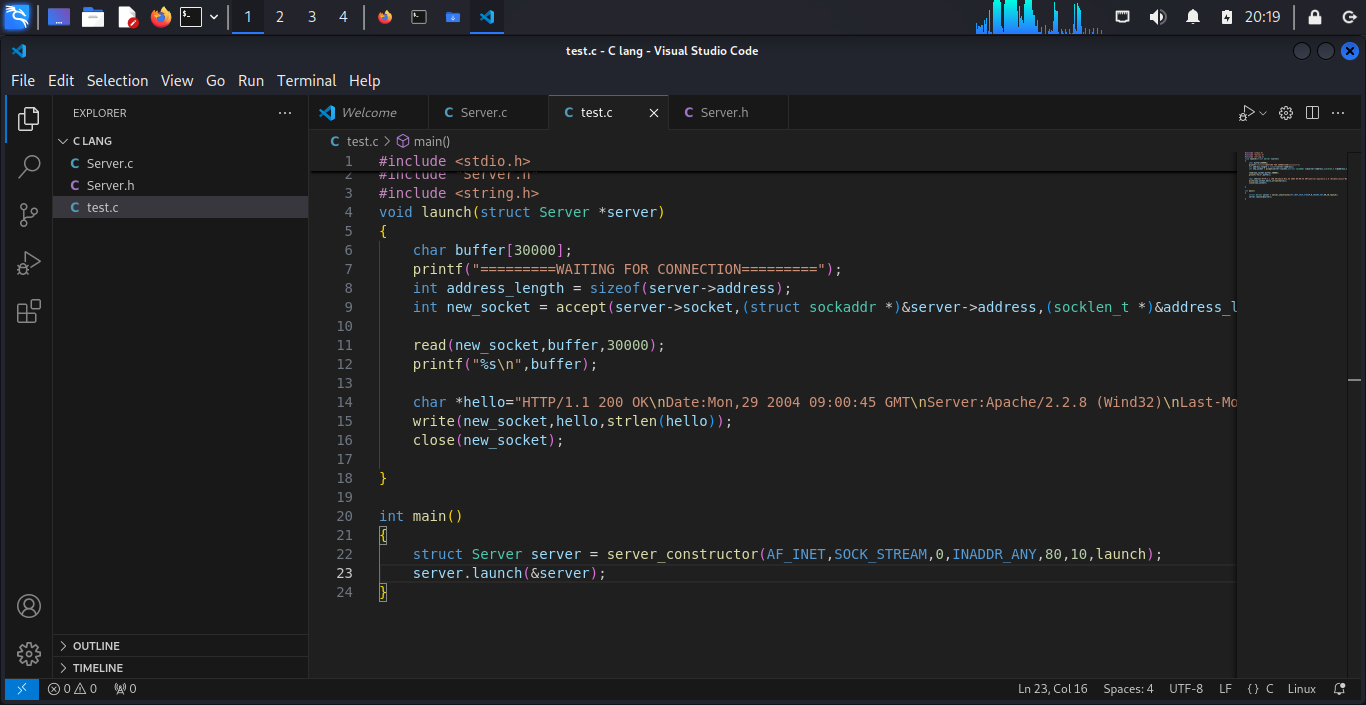 1 2 3 4 20:19
test.c - C lang - Visual Studio Code
File Edit Selection View Go Run Terminal Help
EXPLORER
Welcome
C Server.c
C test.c
C Server.h
C LANG
C Server.c
C Server.h
C test.c
OUTLINE
TIMELINE
C test.c > main()
1 #include <stdio.h>
2 #include "Server.h"
3 #include <string.h>
4 void launch(struct Server *server)
5 {
6 char buffer[30000];
7 printf("=========WAITING FOR CONNECTION=========");
8 int address_length = sizeof(server->address);
9 int new_socket = accept(server->socket,(struct sockaddr *)&server->address,(socklen_t *)&address_l
10
11 read(new_socket,buffer,30000);
12 printf("%s\n",buffer);
13
14 char *hello="HTTP/1.1 200 OK\nDate:Mon,29 2004 09:00:45 GMT\nServer:Apache/2.2.8 (Wind32)\nLast-Mo
15 write(new_socket,hello,strlen(hello));
16 close(new_socket);
17
18 }
19
20 int main()
21 {
22 struct Server server = server_constructor(AF_INET,SOCK_STREAM,0,INADDR_ANY,80,10,launch);
23 server.launch(&server);
24 }
0 0 0 Ln 23, Col 16 Spaces: 4 UTF-8 LF {} C Linux